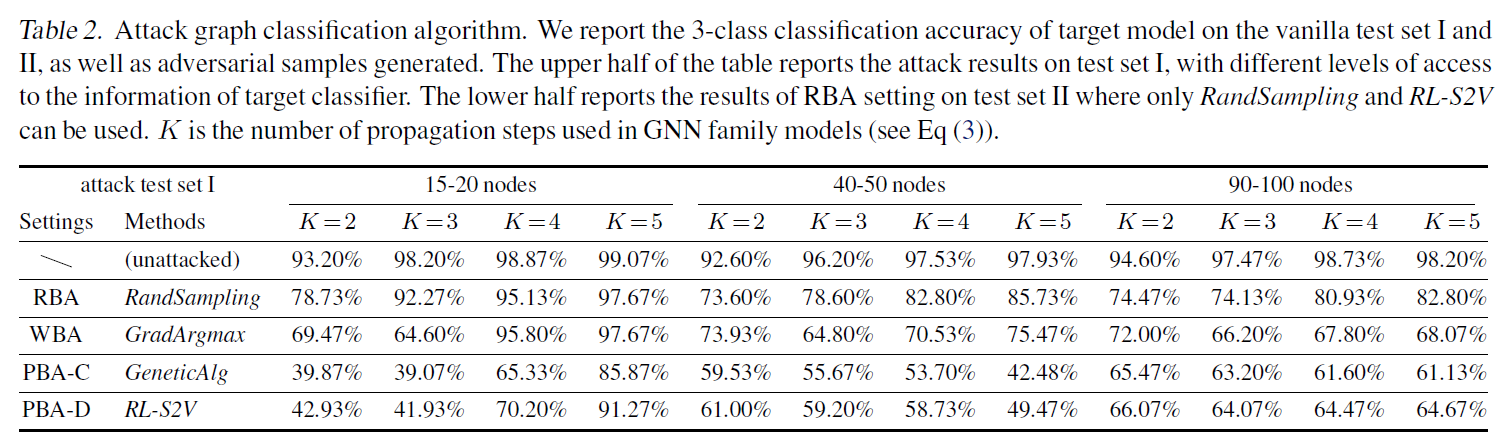 Table 2. Attack graph classification algorithm. We report the 3-class classification accuracy of target model on the vanilla test set I and
II, as well as adversarial samples generated. The upper half of the table reports the attack results on test set I, with different levels of access
to the information of target classifier. The lower half reports the results of RBA setting on test set II where only RandSampling and RL-S2V
can be used. K is the number of propagation steps used in GNN family models (see Eq (3)).
attack test set I 15-20 nodes 40-50 nodes 90-100 nodes
Settings Methods K = 2 K = 3 K = 4 K = 5 K = 2 K = 3 K = 4 K = 5 K = 2 K = 3 K = 4 K = 5
(unattacked) 93.20% 98.20% 98.87% 99.07% 92.60% 96.20% 97.53% 97.93% 94.60% 97.47% 98.73% 98.20%
RBA RandSampling 78.73% 92.27% 95.13% 97.67% 73.60% 78.60% 82.80% 85.73% 74.47% 74.13% 80.93% 82.80%
WBA GradArgmax 69.47% 64.60% 95.80% 97.67% 73.93% 64.80% 70.53% 75.47% 72.00% 66.20% 67.80% 68.07%
PBA-C GeneticAlg 39.87% 39.07% 65.33% 85.87% 59.53% 55.67% 53.70% 42.48% 65.47% 63.20% 61.60% 61.13%
PBA-D RL-S2V 42.93% 41.93% 70.20% 91.27% 61.00% 59.20% 58.73% 49.47% 66.07% 64.07% 64.47% 64.67%